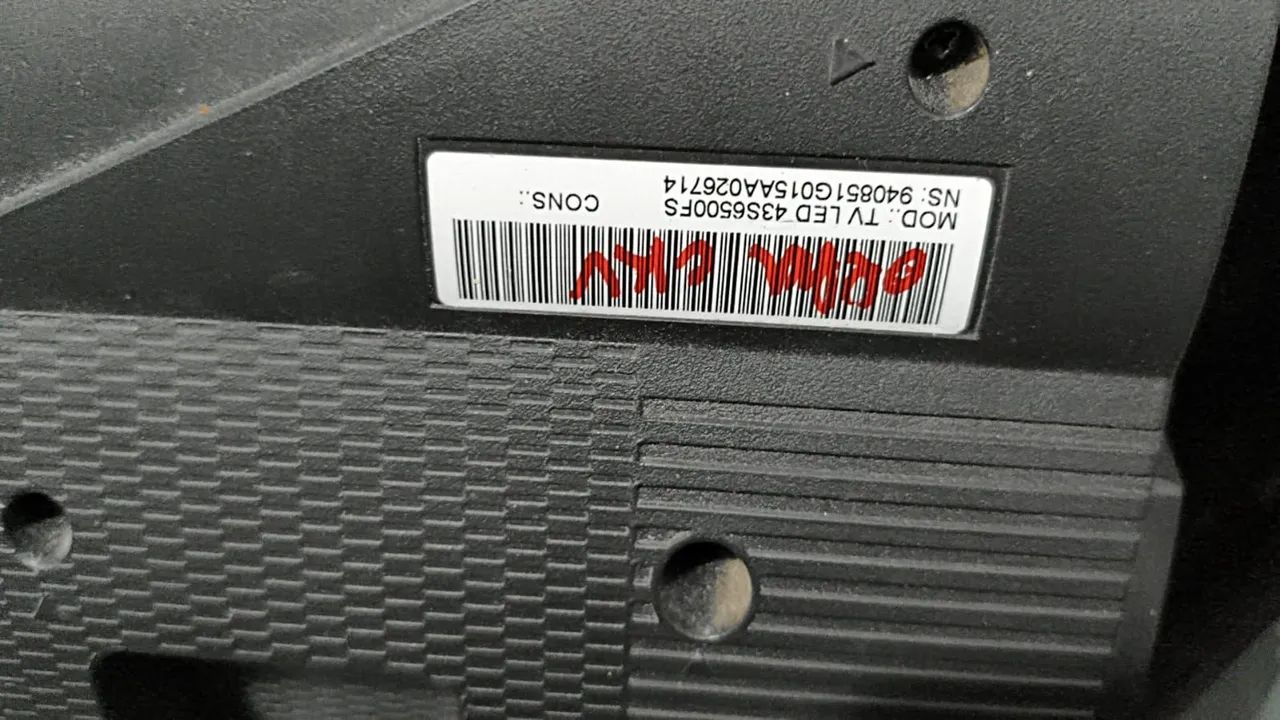 NS: 940851G015AA026714
MOD.: TV LED 43S6500FS CONS.: